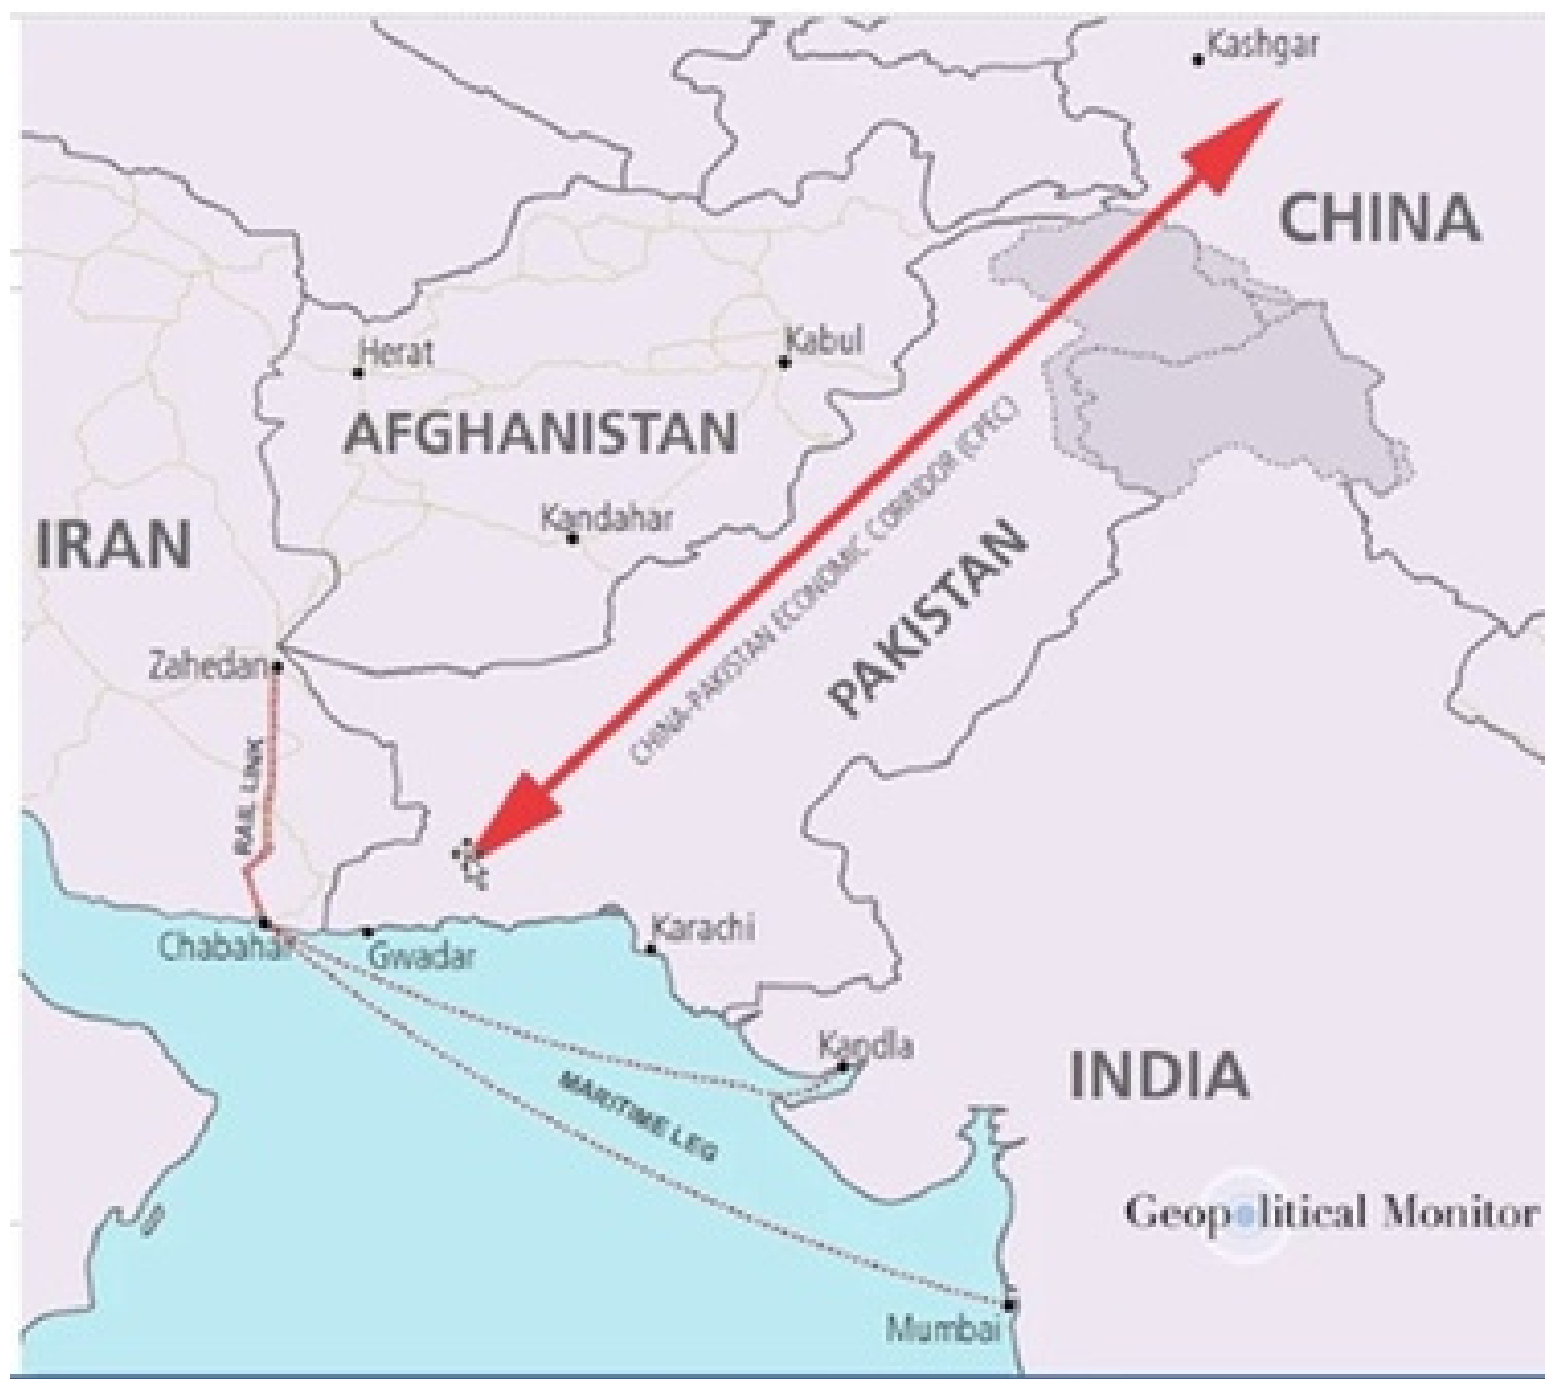 Kashgar
CHINA
Herat
Kabul
AFGHANISTAN
Kandahar
IRAN
CHINA-PAKISTAN ECONOMIC CORRIDOR (CPEC)
PAKISTAN
Zahedan
RAIL LINK
Chabahar
Gwadar
Karachi
Kandla
MARITIME LEG
INDIA
Geopolitical Monitor
Mumbai